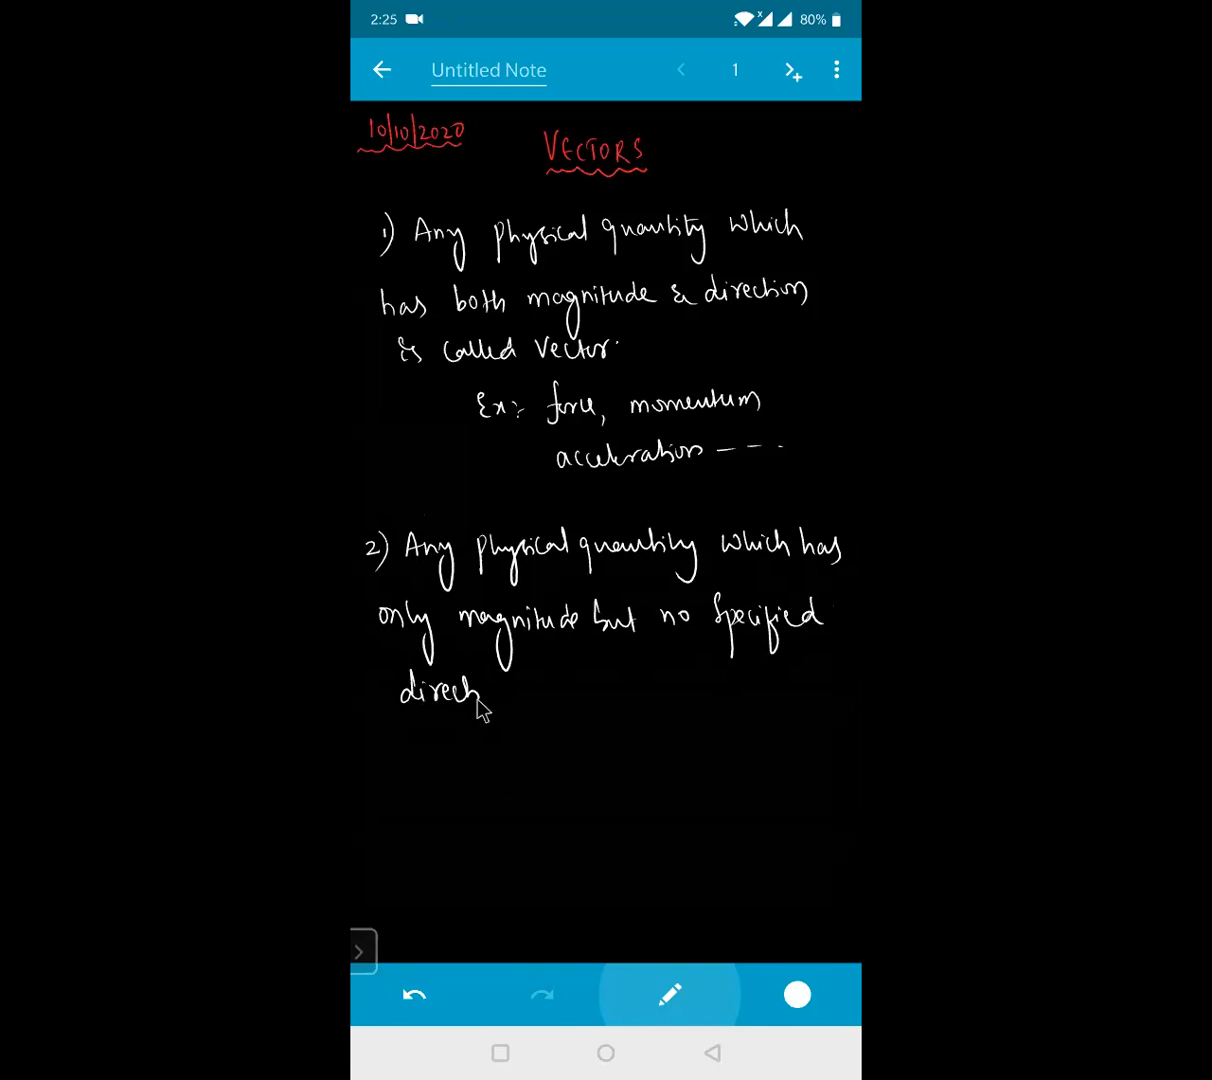 2:25
80%
Untitled Note
1
10/10/2020
VECTORS
1) Any physical quantity which
has both magnitude & direction
is called vector.
Ex:- force, momentum
acceleration - - -
2) Any physical quantity which has
only magnitude but no specified
direct